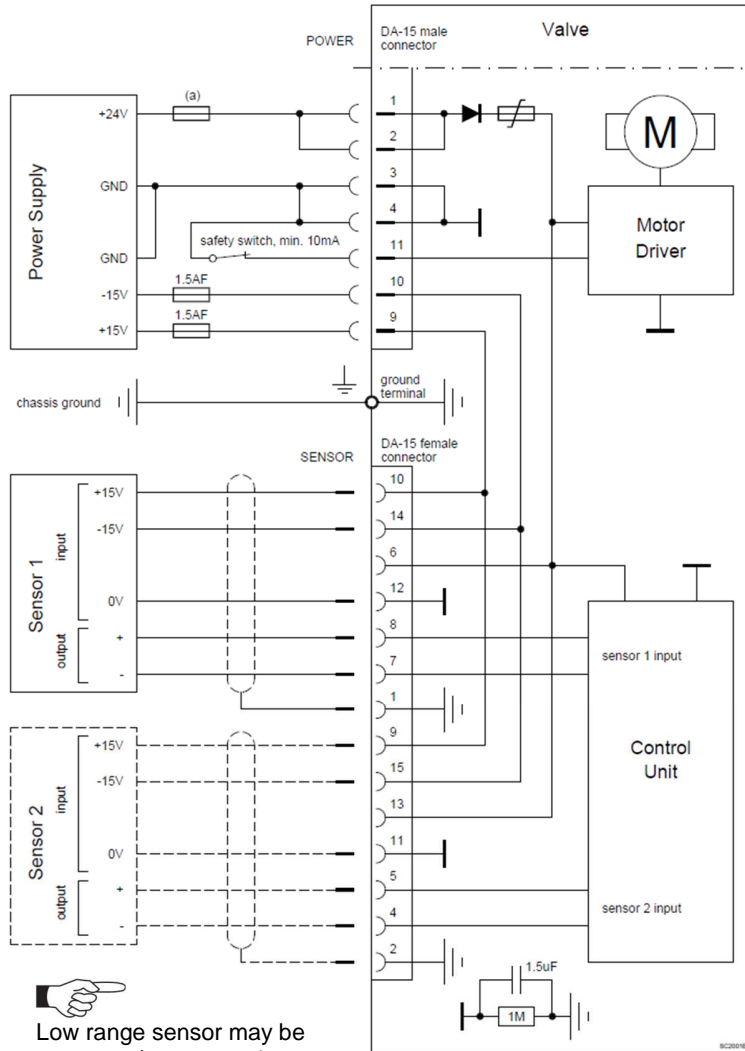 POWER
DA-15 male
connector
Valve
Power Supply
+24V
(a)
1
2
GND
3
4
GND
safety switch, min. 10mA
11
-15V
1.5AF
10
+15V
1.5AF
9
M
Motor
Driver
chassis ground
ground
terminal
SENSOR
DA-15 female
connector
Sensor 1
input
+15V
10
-15V
14
6
0V
12
output
+
8
-
7
1
sensor 1 input
Control
Unit
Sensor 2
input
+15V
9
-15V
15
13
0V
11
output
+
5
-
4
2
sensor 2 input
1.5uF
1M
Low range sensor may be